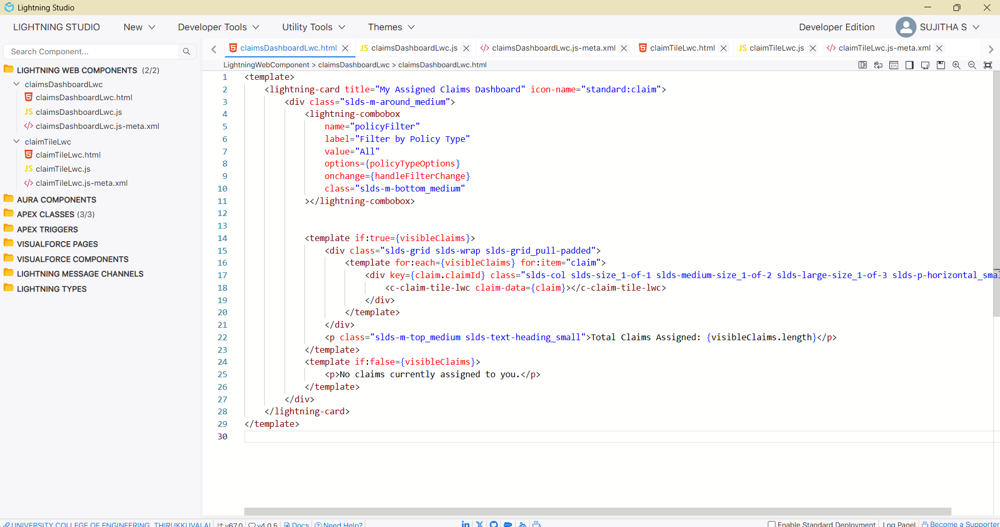 Lightning Studio
LIGHTNING STUDIO New Developer Tools Utility Tools Themes Developer Edition SUJITHA S
Search Component...
claimsDashboardLwc.html JS claimsDashboardLwc.js </> claimsDashboardLwc.js-meta.xml claimTileLwc.html JS claimTileLwc.js </> claimTileLwc.js-meta.xml
LightningWebComponent > claimsDashboardLwc > claimsDashboardLwc.html
LIGHTNING WEB COMPONENTS (2/2)
claimsDashboardLwc
claimsDashboardLwc.html
JS claimsDashboardLwc.js
</> claimsDashboardLwc.js-meta.xml
claimTileLwc
claimTileLwc.html
JS claimTileLwc.js
</> claimTileLwc.js-meta.xml
AURA COMPONENTS
APEX CLASSES (3/3)
APEX TRIGGERS
VISUALFORCE PAGES
VISUALFORCE COMPONENTS
LIGHTNING MESSAGE CHANNELS
LIGHTNING TYPES
1 <template>
2 <lightning-card title="My Assigned Claims Dashboard" icon-name="standard:claim">
3 <div class="slds-m-around_medium">
4 <lightning-combobox
5 name="policyFilter"
6 label="Filter by Policy Type"
7 value="All"
8 options={policyTypeOptions}
9 onchange={handleFilterChange}
10 class="slds-m-bottom_medium"
11 ></lightning-combobox>
12
13
14 <template if:true={visibleClaims}>
15 <div class="slds-grid slds-wrap slds-grid_pull-padded">
16 <template for:each={visibleClaims} for:item="claim">
17 <div key={claim.claimId} class="slds-col slds-size_1-of-1 slds-medium-size_1-of-2 slds-large-size_1-of-3 slds-p-horizontal_smal
18 <c-claim-tile-lwc claim-data={claim}></c-claim-tile-lwc>
19 </div>
20 </template>
21 </div>
22 <p class="slds-m-top_medium slds-text-heading_small">Total Claims Assigned: {visibleClaims.length}</p>
23 </template>
24 <template if:false={visibleClaims}>
25 <p>No claims currently assigned to you.</p>
26 </template>
27 </div>
28 </lightning-card>
29 </template>
30
UNIVERSITY COLLEGE OF ENGINEERING, THIRUKKUVALAI v67.0 v4.0.5 Docs Need Help? Enable Standard Deployment Log Panel Become a Supporter